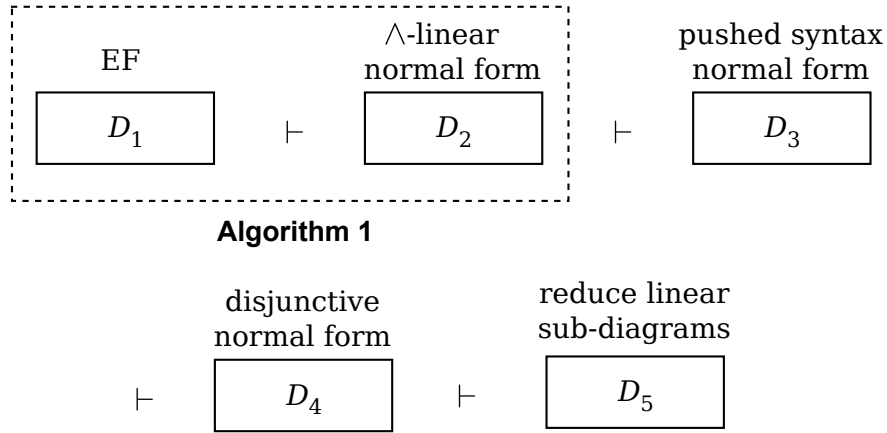 EF
∧-linear
normal form
pushed syntax
normal form
D₁ ⊢ D₂ ⊢ D₃
Algorithm 1
disjunctive
normal form
reduce linear
sub-diagrams
⊢ D₄ ⊢ D₅